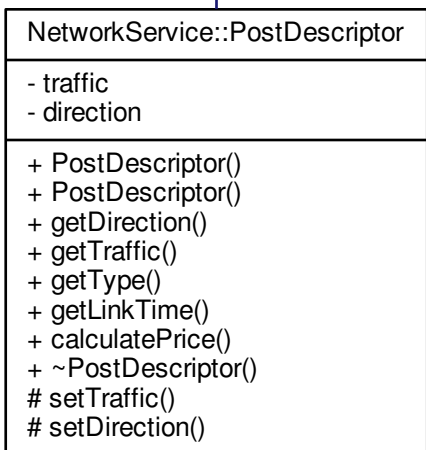 NetworkService::PostDescriptor
- traffic
- direction
+ PostDescriptor()
+ PostDescriptor()
+ getDirection()
+ getTraffic()
+ getType()
+ getLinkTime()
+ calculatePrice()
+ ~PostDescriptor()
# setTraffic()
# setDirection()